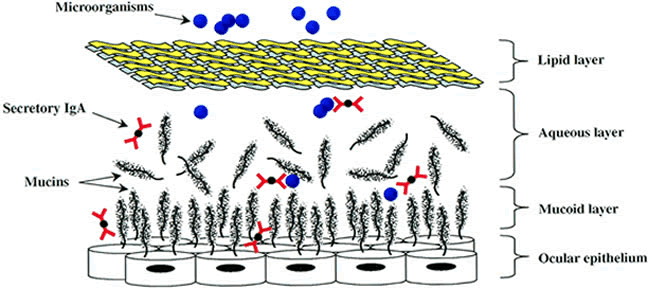 Microorganisms
Lipid layer
Secretory IgA
Aqueous layer
Mucins
Mucoid layer
Ocular epithelium